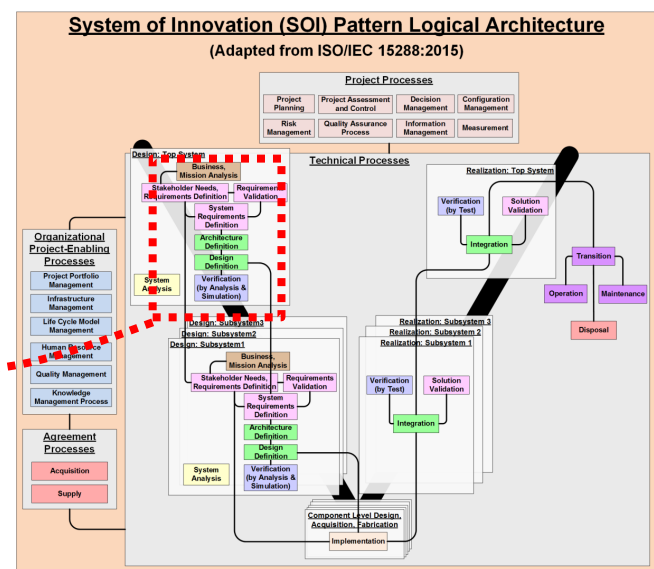 System of Innovation (SOI) Pattern Logical Architecture
(Adapted from ISO/IEC 15288:2015)
Project Processes
Project
Planning
Project Assessment
and Control
Decision
Management
Configuration
Management
Risk
Management
Quality Assurance
Process
Information
Management
Measurement
Technical Processes
Design: Top System
Business,
Mission Analysis
Stakeholder Needs,
Requirements Definition
Requirements
Validation
System
Requirements
Definition
Architecture
Definition
Design
Definition
System
Analysis
Verification
(by Analysis &
Simulation)
Realization: Top System
Verification
(by Test)
Solution
Validation
Integration
Transition
Operation
Maintenance
Disposal
Organizational
Project-Enabling
Processes
Project Portfolio
Management
Infrastructure
Management
Life Cycle Model
Management
Human Resource
Management
Quality Management
Knowledge
Management Process
Agreement
Processes
Acquisition
Supply
Design: Subsystem3
Design: Subsystem2
Design: Subsystem1
Business,
Mission Analysis
Stakeholder Needs,
Requirements Definition
Requirements
Validation
System
Requirements
Definition
Architecture
Definition
Design
Definition
System
Analysis
Verification
(by Analysis &
Simulation)
Realization: Subsystem 3
Realization: Subsystem 2
Realization: Subsystem 1
Verification
(by Test)
Solution
Validation
Integration
Component Level Design,
Acquisition, Fabrication
Implementation